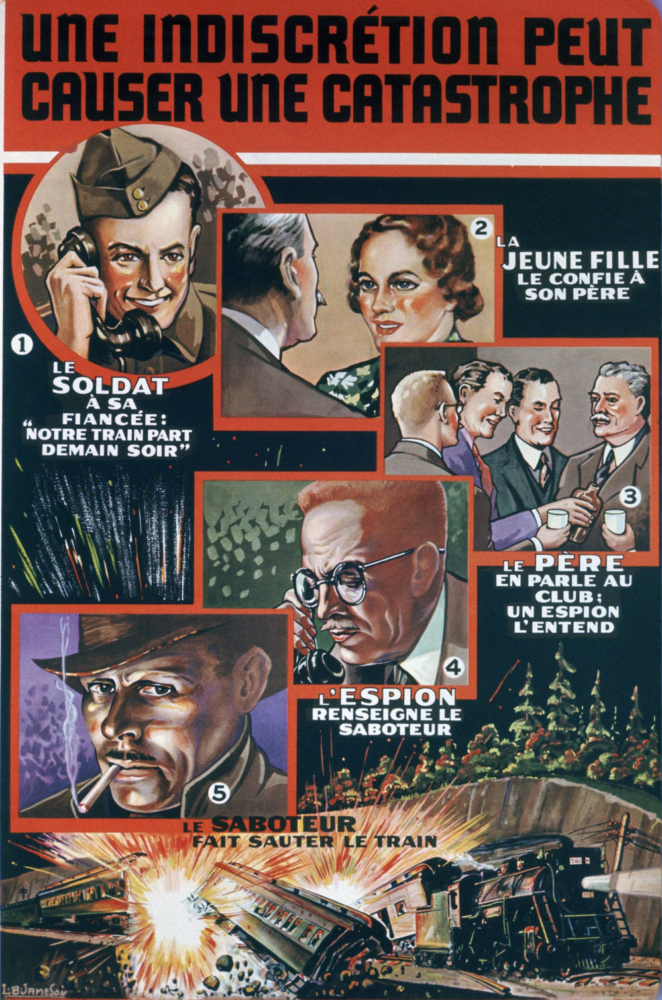 UNE INDISCRÉTION PEUT
CAUSER UNE CATASTROPHE
1
LE
SOLDAT
À SA
FIANCÉE:
“NOTRE TRAIN PART
DEMAIN SOIR”
2
LA
JEUNE FILLE
LE CONFIE À
SON PÈRE
3
LE PÈRE
EN PARLE AU
CLUB;
UN ESPION
L'ENTEND
4
L'ESPION
RENSEIGNE LE
SABOTEUR
5
LE SABOTEUR
FAIT SAUTER LE TRAIN
L.B. JAMESON